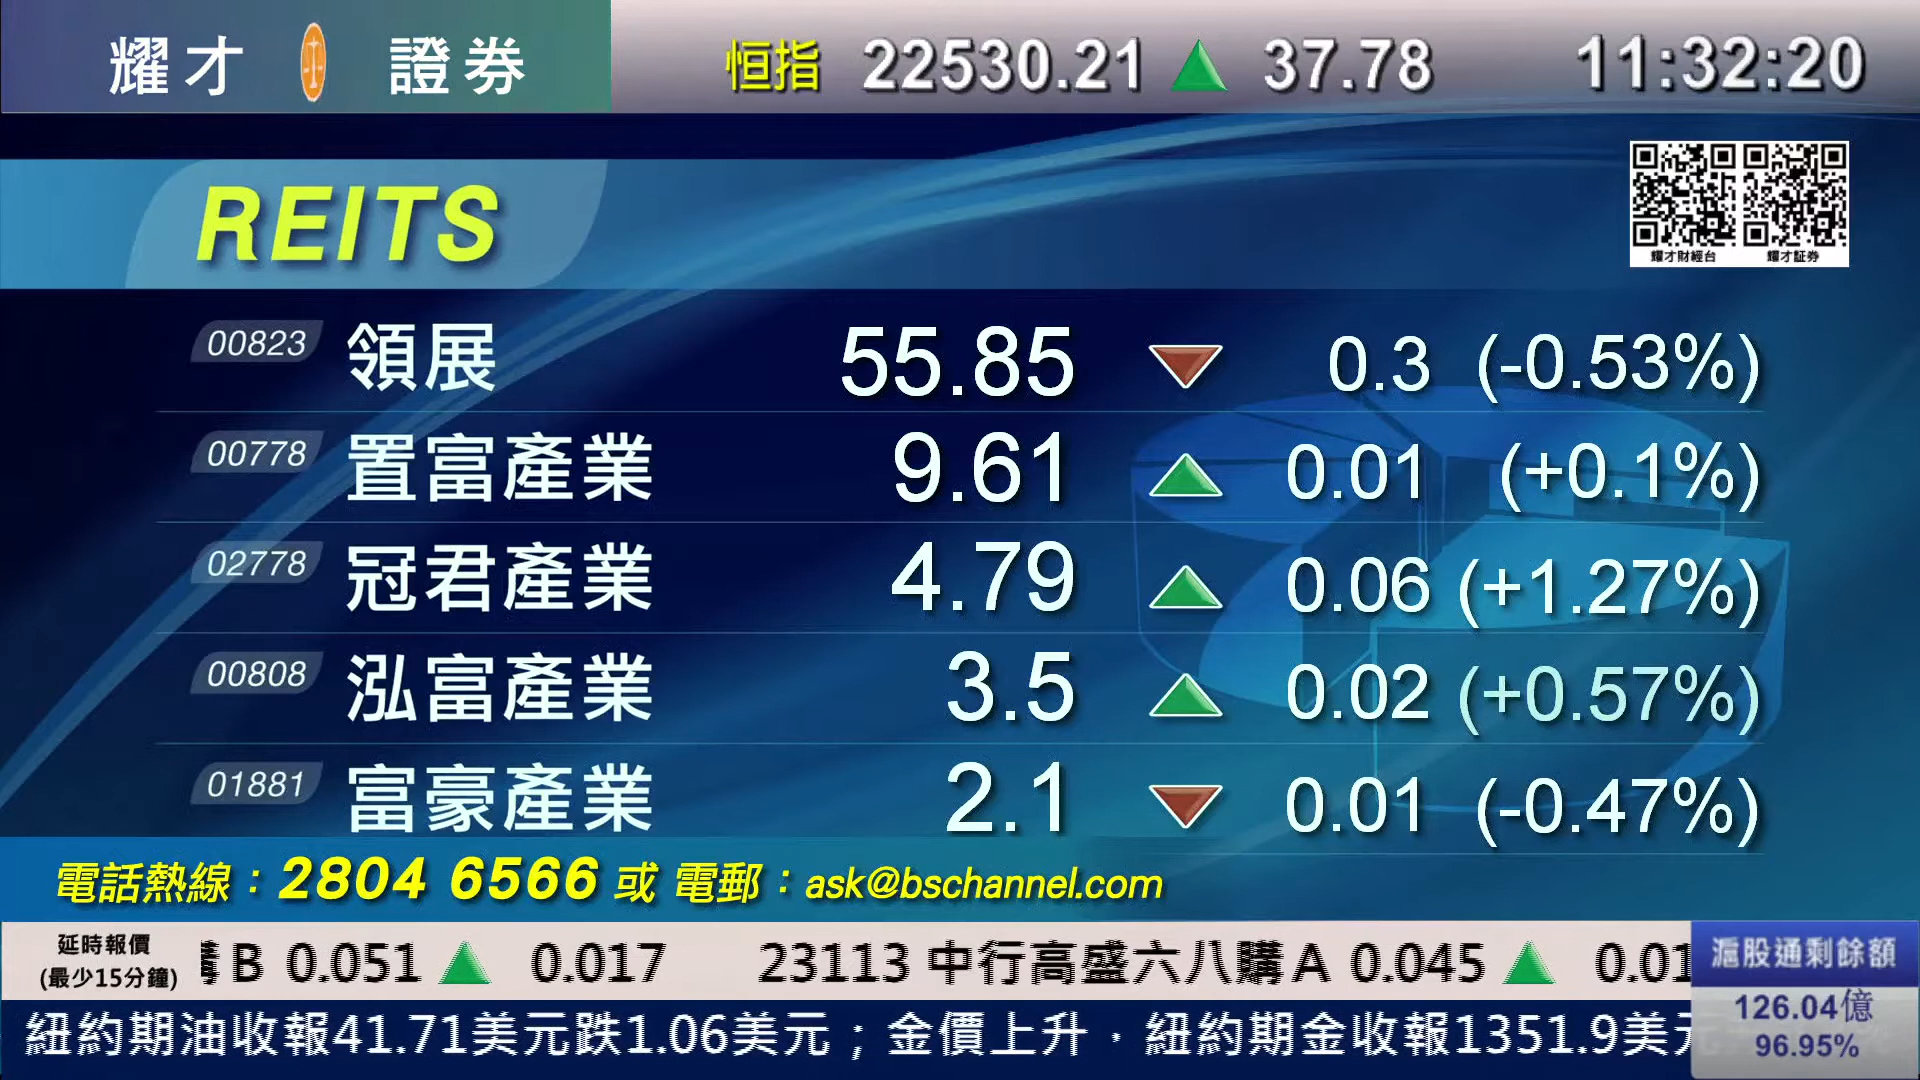 耀才 證券
恒指 22530.21 37.78 11:32:20
REITS
耀才財經台 耀才証券
00823 領展 55.85 0.3 (-0.53%)
00778 置富產業 9.61 0.01 (+0.1%)
02778 冠君產業 4.79 0.06 (+1.27%)
00808 泓富產業 3.5 0.02 (+0.57%)
01881 富豪產業 2.1 0.01 (-0.47%)
電話熱線：2804 6566 或 電郵：ask@bschannel.com
延時報價
(最少15分鐘)
B 0.051 0.017 23113 中行高盛六八購A 0.045 0.01
滬股通剩餘額
126.04億
96.95%
紐約期油收報41.71美元跌1.06美元；金價上升．紐約期金收報1351.9美元